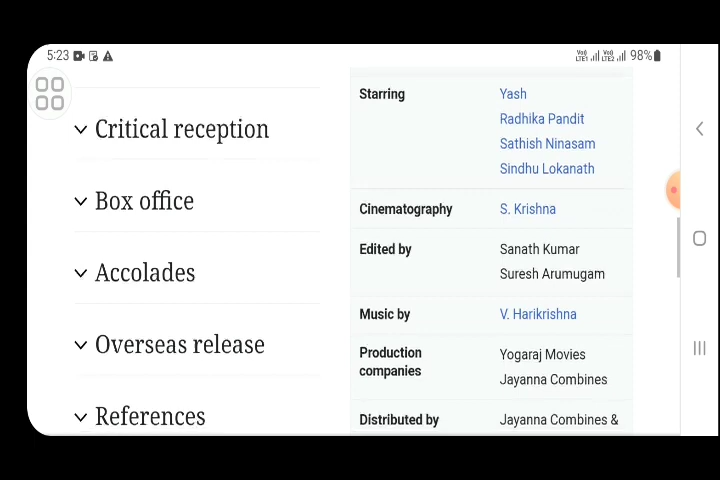 5:23
Voy LTE1 Voy LTE2 98%
Critical reception
Box office
Accolades
Overseas release
References
Starring Yash
Radhika Pandit
Sathish Ninasam
Sindhu Lokanath
Cinematography S. Krishna
Edited by Sanath Kumar
Suresh Arumugam
Music by V. Harikrishna
Production
companies
Yogaraj Movies
Jayanna Combines
Distributed by Jayanna Combines &